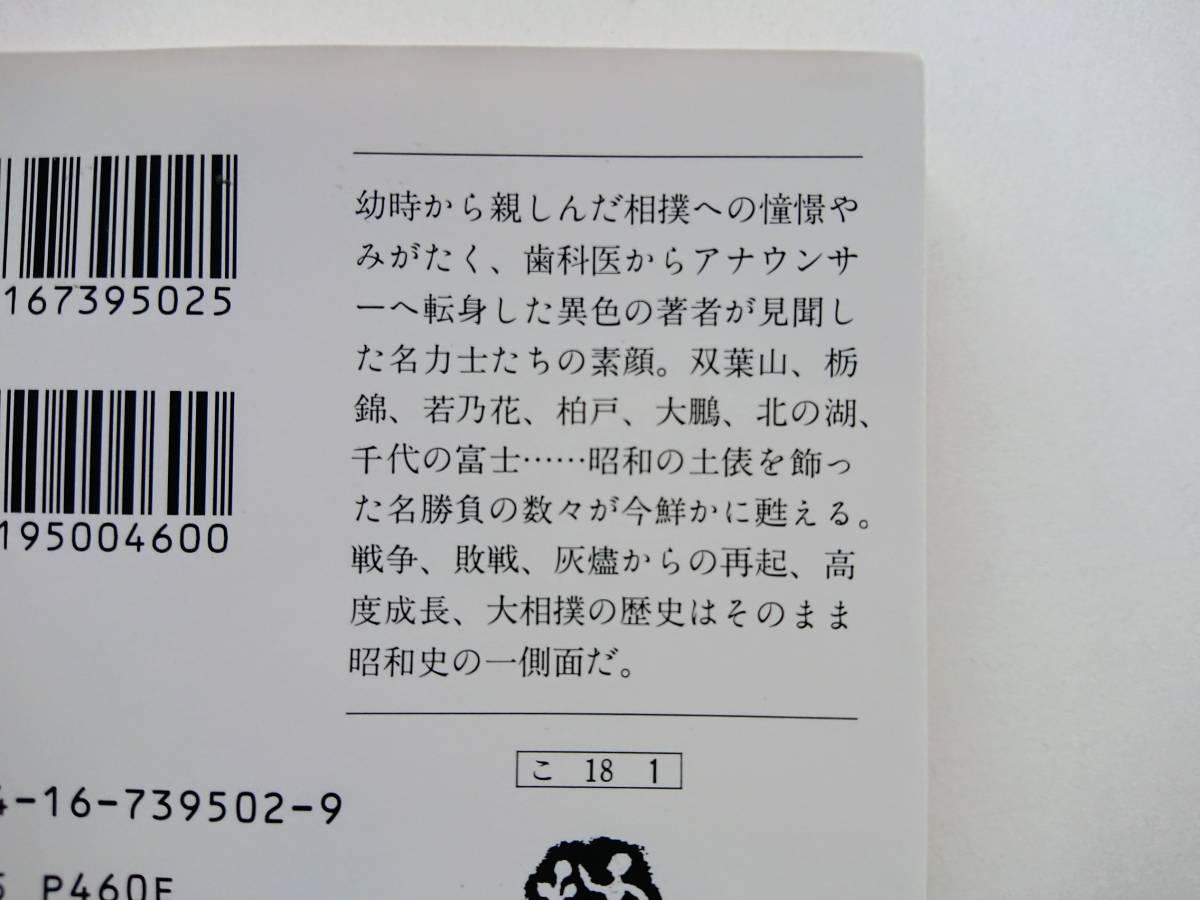 167395025
195004600
幼時から親しんだ相撲への憧憬や
みがたく、歯科医からアナウンサ
ーへ転身した異色の著者が見聞し
た名力士たちの素顔。双葉山、栃
錦、若乃花、柏戸、大鵬、北の湖、
千代の富士……昭和の土俵を飾っ
た名勝負の数々が今鮮かに甦える。
戦争、敗戦、灰燼からの再起、高
度成長、大相撲の歴史はそのまま
昭和史の一側面だ。
こ 18 1
4-16-739502-9
5 P460E